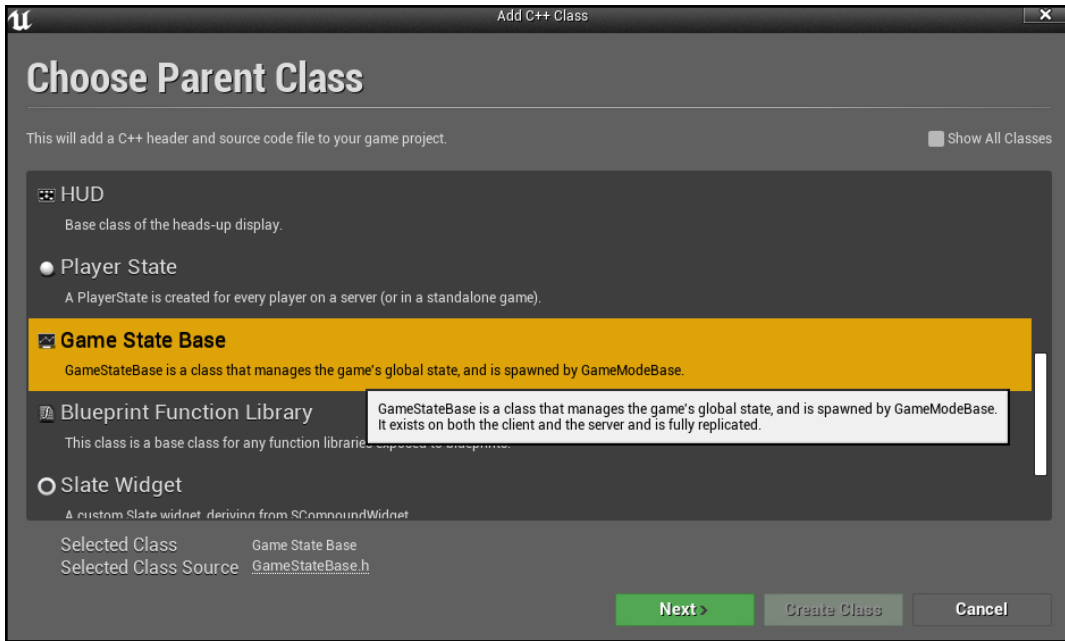 Add C++ Class
Choose Parent Class
This will add a C++ header and source code file to your game project.
Show All Classes
HUD
Base class of the heads-up display.
Player State
A PlayerState is created for every player on a server (or in a standalone game).
Game State Base
GameStateBase is a class that manages the game's global state, and is spawned by GameModeBase.
GameStateBase is a class that manages the game's global state, and is spawned by GameModeBase.
It exists on both the client and the server and is fully replicated.
Blueprint Function Library
This class is a base class for any function libraries exposed to blueprints.
Slate Widget
A custom Slate widget, deriving from SCompoundWidget
Selected Class Game State Base
Selected Class Source GameStateBase.h
Next>
Create Class
Cancel